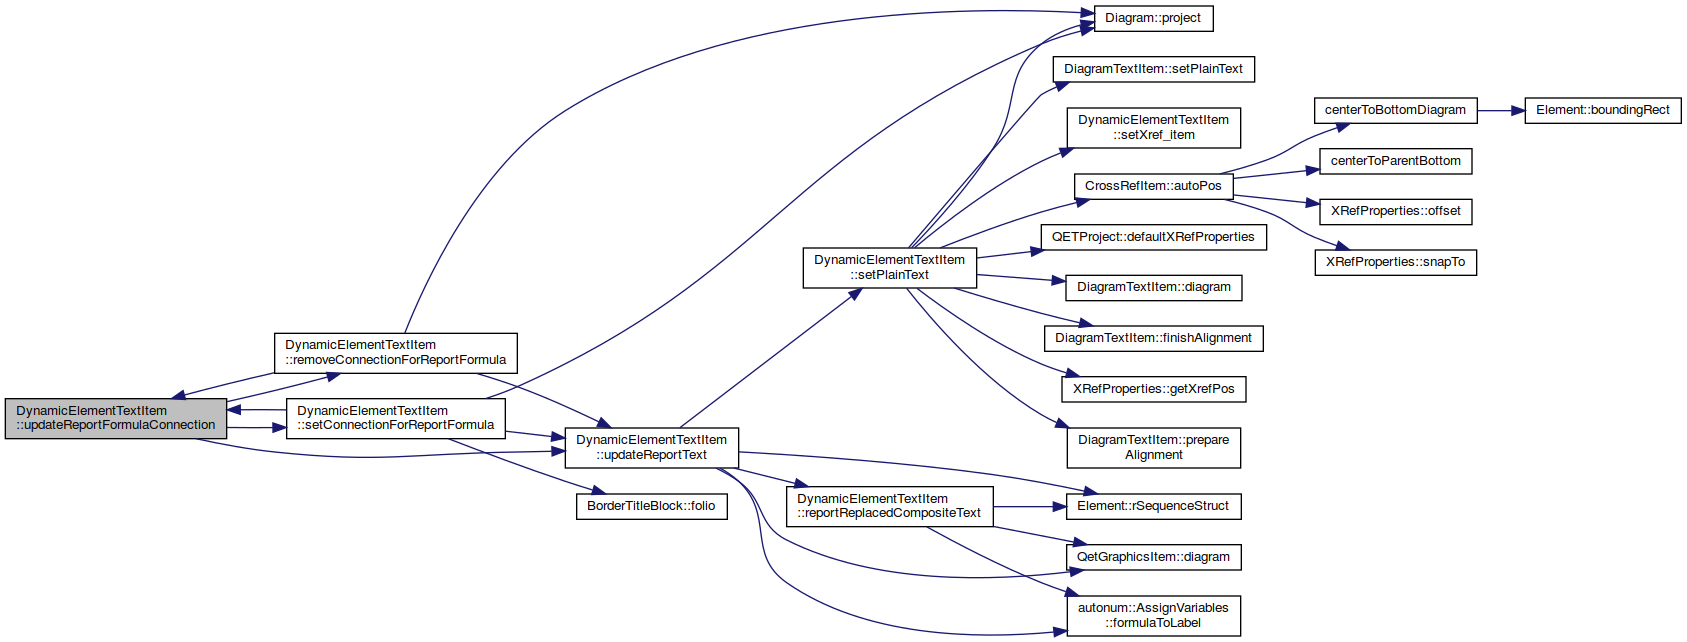 Diagram::project
DiagramTextItem::setPlainText
DynamicElementTextItem
::setXref_item
centerToBottomDiagram
Element::boundingRect
centerToParentBottom
CrossRefItem::autoPos
XRefProperties::offset
QETProject::defaultXRefProperties
XRefProperties::snapTo
DynamicElementTextItem
::setPlainText
DiagramTextItem::diagram
DiagramTextItem::finishAlignment
DynamicElementTextItem
::removeConnectionForReportFormula
XRefProperties::getXrefPos
DynamicElementTextItem
::updateReportFormulaConnection
DynamicElementTextItem
::setConnectionForReportFormula
DynamicElementTextItem
::updateReportText
DiagramTextItem::prepare
Alignment
BorderTitleBlock::folio
DynamicElementTextItem
::reportReplacedCompositeText
Element::rSequenceStruct
QetGraphicsItem::diagram
autonum::AssignVariables
::formulaToLabel